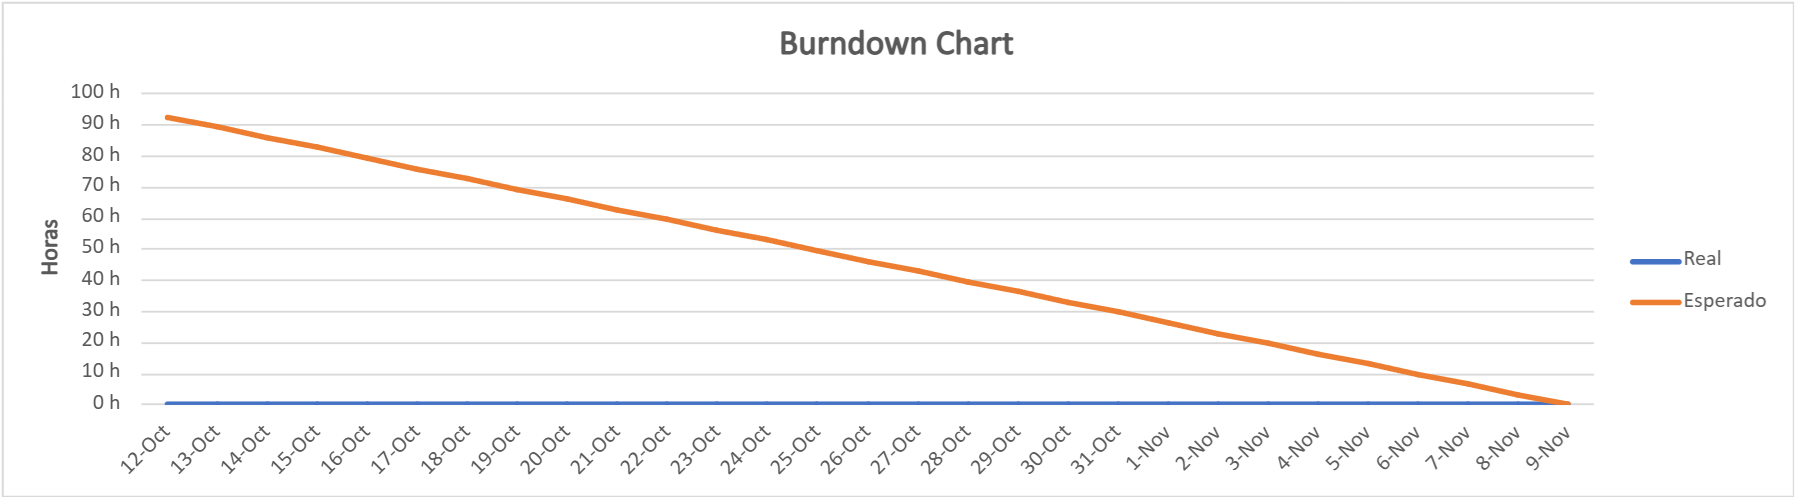 Burndown Chart
100 h
90 h
80 h
70 h
60 h
50 h
40 h
30 h
20 h
10 h
0 h
Horas
12-Oct
13-Oct
14-Oct
15-Oct
16-Oct
17-Oct
18-Oct
19-Oct
20-Oct
21-Oct
22-Oct
23-Oct
24-Oct
25-Oct
26-Oct
27-Oct
28-Oct
29-Oct
30-Oct
31-Oct
1-Nov
2-Nov
3-Nov
4-Nov
5-Nov
6-Nov
7-Nov
8-Nov
9-Nov
Real
Esperado